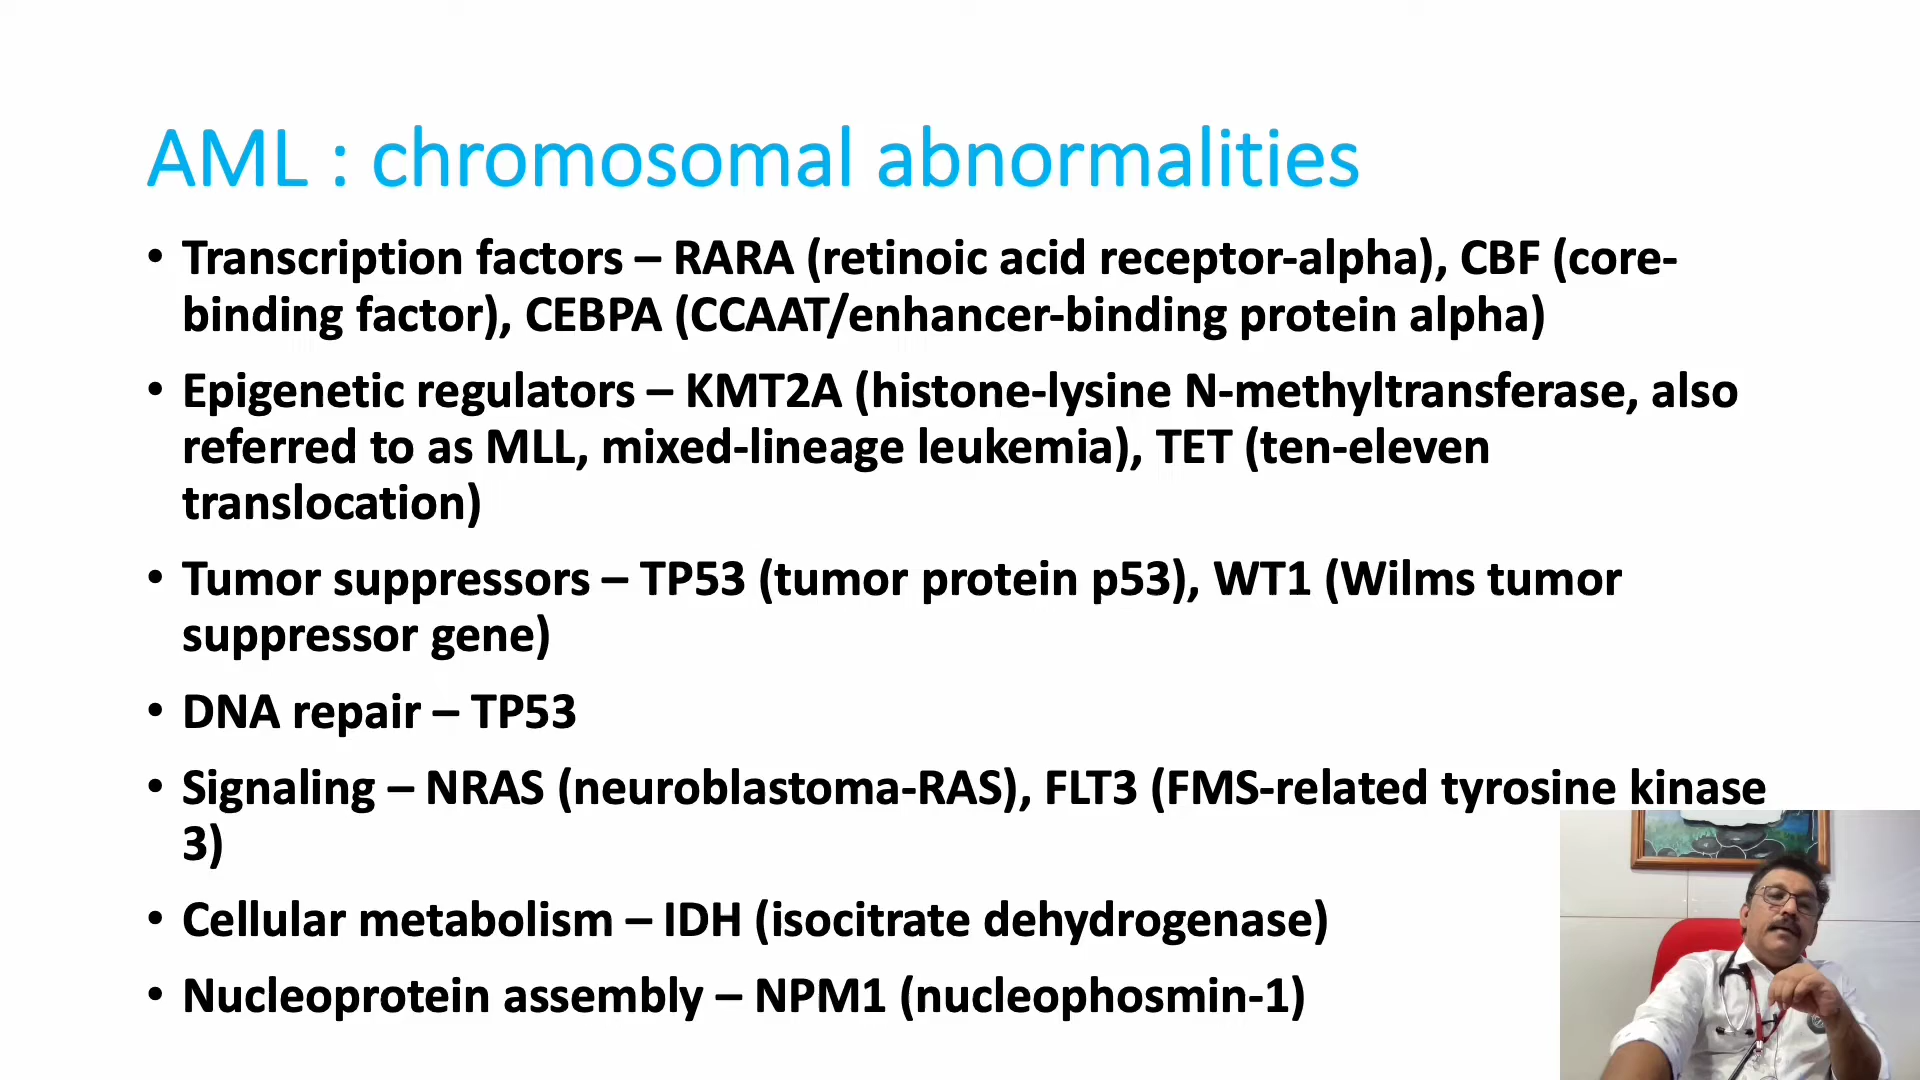 AML : chromosomal abnormalities
• Transcription factors – RARA (retinoic acid receptor-alpha), CBF (core-
binding factor), CEBPA (CCAAT/enhancer-binding protein alpha)
• Epigenetic regulators – KMT2A (histone-lysine N-methyltransferase, also
referred to as MLL, mixed-lineage leukemia), TET (ten-eleven
translocation)
• Tumor suppressors – TP53 (tumor protein p53), WT1 (Wilms tumor
suppressor gene)
• DNA repair – TP53
• Signaling – NRAS (neuroblastoma-RAS), FLT3 (FMS-related tyrosine kinase
3)
• Cellular metabolism – IDH (isocitrate dehydrogenase)
• Nucleoprotein assembly – NPM1 (nucleophosmin-1)